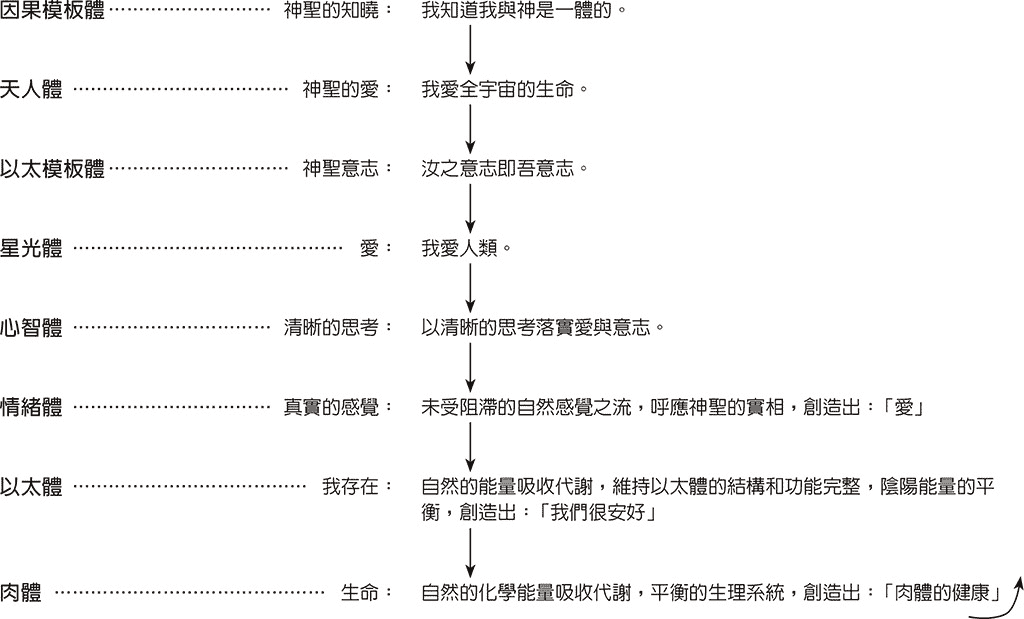 因果模板體⋯⋯⋯⋯⋯⋯⋯⋯⋯ 神聖的知曉： 我知道我與神是一體的。
天人體 ⋯⋯⋯⋯⋯⋯⋯⋯⋯⋯⋯⋯ 神聖的愛： 我愛全宇宙的生命。
以太模板體⋯⋯⋯⋯⋯⋯⋯⋯⋯⋯ 神聖意志： 汝之意志即吾意志。
星光體 ⋯⋯⋯⋯⋯⋯⋯⋯⋯⋯⋯⋯⋯⋯⋯ 愛： 我愛人類。
心智體 ⋯⋯⋯⋯⋯⋯⋯⋯⋯⋯⋯ 清晰的思考： 以清晰的思考落實愛與意志。
情緒體 ⋯⋯⋯⋯⋯⋯⋯⋯⋯⋯⋯ 真實的感覺： 未受阻滯的自然感覺之流，呼應神聖的實相，創造出：「愛」
以太體 ⋯⋯⋯⋯⋯⋯⋯⋯⋯⋯⋯⋯⋯ 我存在： 自然的能量吸收代謝，維持以太體的結構和功能完整，陰陽能量的平
衡，創造出：「我們很安好」
肉體 ⋯⋯⋯⋯⋯⋯⋯⋯⋯⋯⋯⋯⋯⋯⋯ 生命： 自然的化學能量吸收代謝，平衡的生理系統，創造出：「肉體的健康」